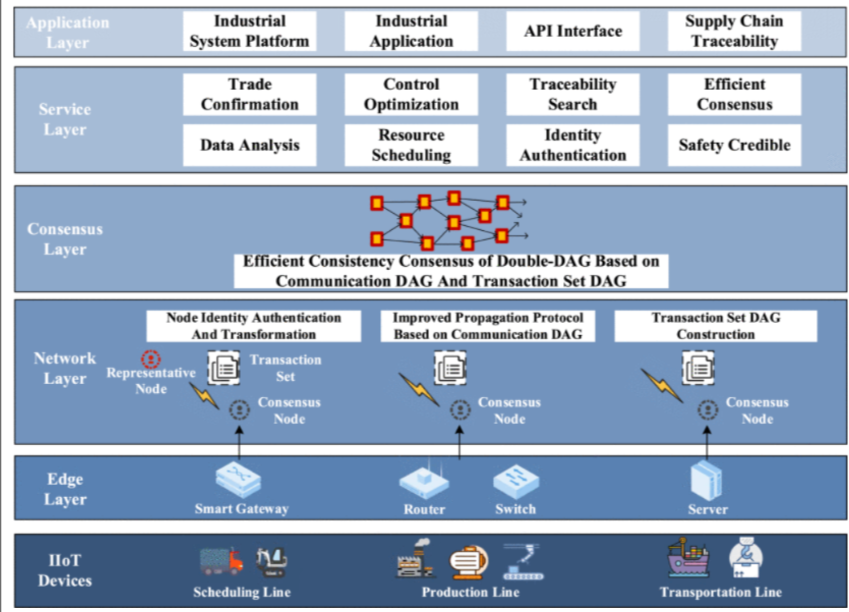 Application
Layer
Industrial
System Platform
Industrial
Application
API Interface
Supply Chain
Traceability
Service
Layer
Trade
Confirmation
Control
Optimization
Traceability
Search
Efficient
Consensus
Data Analysis
Resource
Scheduling
Identity
Authentication
Safety Credible
Consensus
Layer
Efficient Consistency Consensus of Double-DAG Based on
Communication DAG And Transaction Set DAG
Network
Layer
Node Identity Authentication
And Transformation
Improved Propagation Protocol
Based on Communication DAG
Transaction Set DAG
Construction
Representative
Node
Transaction
Set
Consensus
Node
Consensus
Node
Consensus
Node
Edge
Layer
Smart Gateway
Router
Switch
Server
IIoT
Devices
Scheduling Line
Production Line
Transportation Line